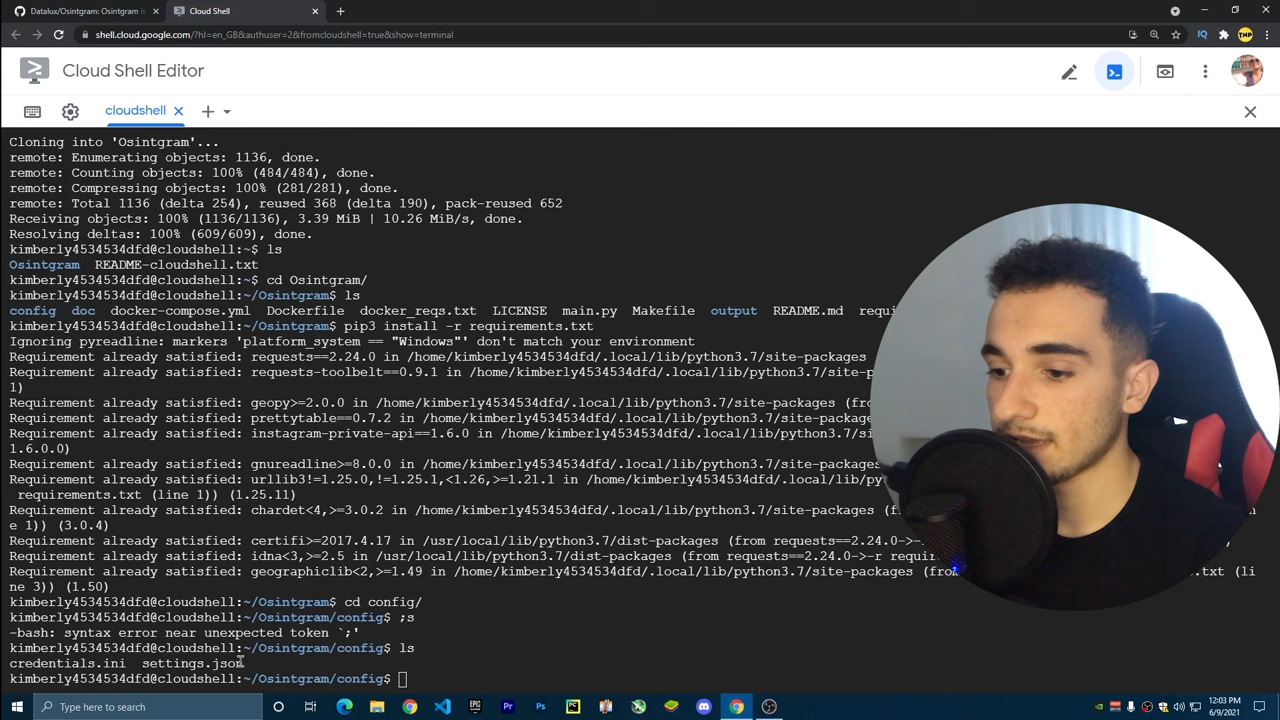 Datalux/Osintgram: Osintgram is
Cloud Shell
shell.cloud.google.com/?hl=en_GB&authuser=2&fromcloudshell=true&show=terminal
IQ
TNP
Cloud Shell Editor
cloudshell
Cloning into 'Osintgram'...
remote: Enumerating objects: 1136, done.
remote: Counting objects: 100% (484/484), done.
remote: Compressing objects: 100% (281/281), done.
remote: Total 1136 (delta 254), reused 368 (delta 190), pack-reused 652
Receiving objects: 100% (1136/1136), 3.39 MiB | 10.26 MiB/s, done.
Resolving deltas: 100% (609/609), done.
kimberly4534534dfd@cloudshell:~$ ls
Osintgram README-cloudshell.txt
kimberly4534534dfd@cloudshell:~$ cd Osintgram/
kimberly4534534dfd@cloudshell:~/Osintgram$ ls
config doc docker-compose.yml Dockerfile docker_reqs.txt LICENSE main.py Makefile output README.md requi
kimberly4534534dfd@cloudshell:~/Osintgram$ pip3 install -r requirements.txt
Ignoring pyreadline: markers 'platform_system == "Windows"' don't match your environment
Requirement already satisfied: requests==2.24.0 in /home/kimberly4534534dfd/.local/lib/python3.7/site-packages
Requirement already satisfied: requests-toolbelt==0.9.1 in /home/kimberly4534534dfd/.local/lib/python3.7/site-
1)
Requirement already satisfied: geopy>=2.0.0 in /home/kimberly4534534dfd/.local/lib/python3.7/site-packages (fro
Requirement already satisfied: prettytable==0.7.2 in /home/kimberly4534534dfd/.local/lib/python3.7/site-package
Requirement already satisfied: instagram-private-api==1.6.0 in /home/kimberly4534534dfd/.local/lib/python3.7/si
1.6.0.0)
Requirement already satisfied: gnureadline>=8.0.0 in /home/kimberly4534534dfd/.local/lib/python3.7/site-packages
Requirement already satisfied: urllib3!=1.25.0,!=1.25.1,<1.26,>=1.21.1 in /home/kimberly4534534dfd/.local/lib/pyth
requirements.txt (line 1)) (1.25.11)
Requirement already satisfied: chardet<4,>=3.0.2 in /home/kimberly4534534dfd/.local/lib/python3.7/site-packages (f
e 1)) (3.0.4)
Requirement already satisfied: certifi>=2017.4.17 in /usr/local/lib/python3.7/dist-packages (from requests==2.24.0->-
Requirement already satisfied: idna<3,>=2.5 in /usr/local/lib/python3.7/dist-packages (from requests==2.24.0->-r requir
Requirement already satisfied: geographiclib<2,>=1.49 in /home/kimberly4534534dfd/.local/lib/python3.7/site-packages (from ts.txt (li
ne 3)) (1.50)
kimberly4534534dfd@cloudshell:~/Osintgram$ cd config/
kimberly4534534dfd@cloudshell:~/Osintgram/config$ ;s
-bash: syntax error near unexpected token `;'
kimberly4534534dfd@cloudshell:~/Osintgram/config$ ls
credentials.ini settings.json
kimberly4534534dfd@cloudshell:~/Osintgram/config$
Type here to search
12:03 PM
6/9/2021